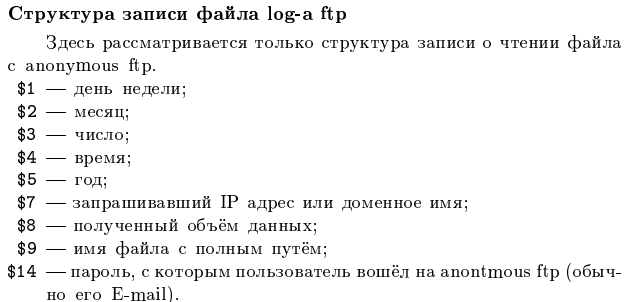 Структура записи файла log-а ftp
Здесь рассматривается только структура записи о чтении файла
с anonymous ftp.
$1 — день недели;
$2 — месяц;
$3 — число;
$4 — время;
$5 — год;
$7 — запрашивавший IP адрес или доменное имя;
$8 — полученный объём данных;
$9 — имя файла с полным путём;
$14 — пароль, с которым пользователь вошёл на anontmous ftp (обыч-
но его E-mail).